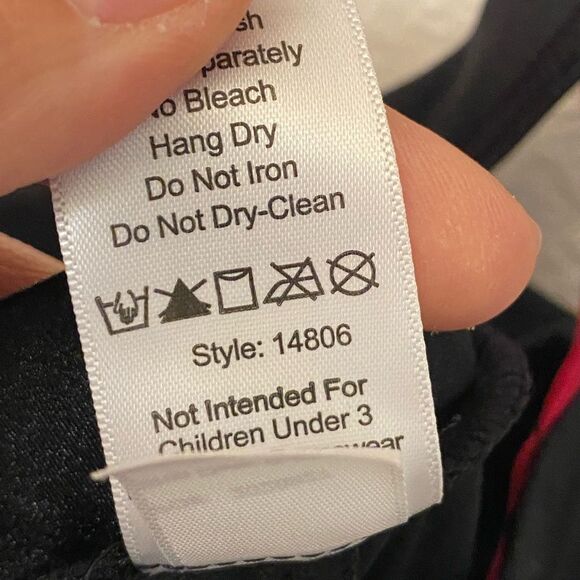 No Bleach
Hang Dry
Do Not Iron
Do Not Dry-Clean
Style: 14806
Not Intended For
Children Under 3